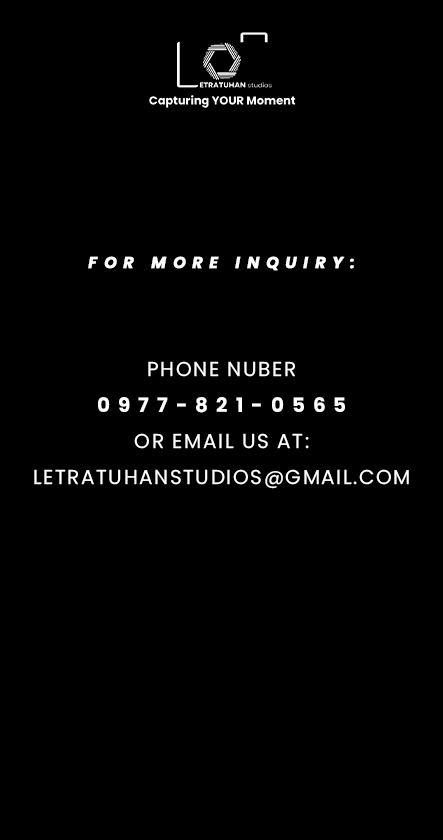 LETRATUHAN studios
Capturing YOUR Moment
FOR MORE INQUIRY:
PHONE NUBER
0977-821-0565
OR EMAIL US AT:
LETRATUHANSTUDIOS@GMAIL.COM